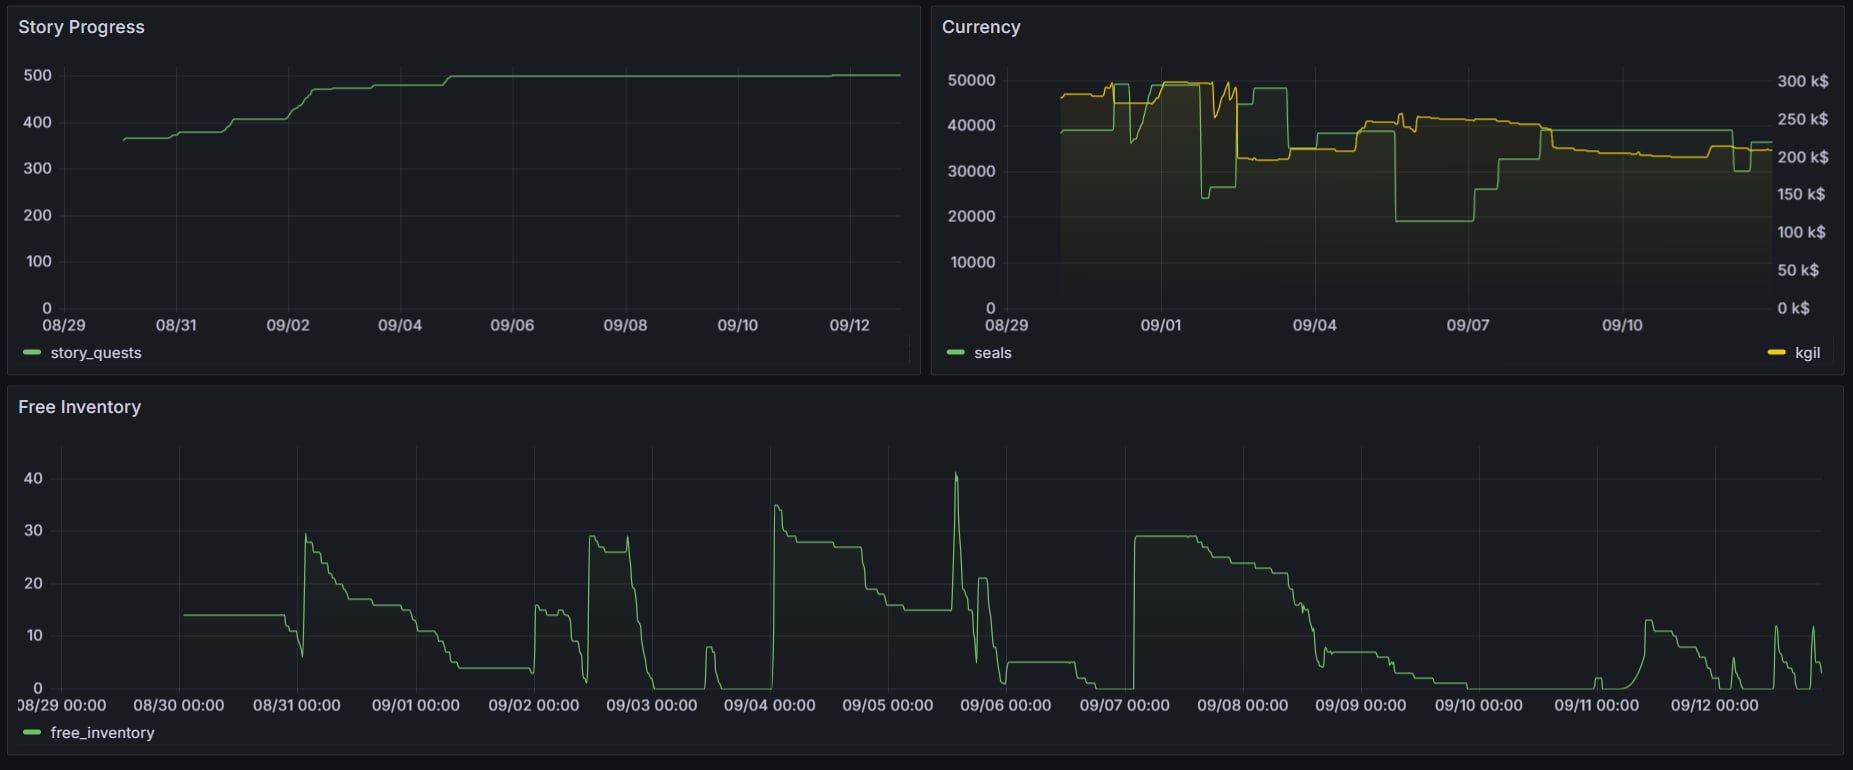 Story Progress
500
400
300
200
100
0
08/29 08/31 09/02 09/04 09/06 09/08 09/10 09/12
story_quests
Currency
50000
40000
30000
20000
10000
0
300 k$
250 k$
200 k$
150 k$
100 k$
50 k$
0 k$
08/29 09/01 09/04 09/07 09/10
seals
kgil
Free Inventory
40
30
20
10
0
08/29 00:00 08/30 00:00 08/31 00:00 09/01 00:00 09/02 00:00 09/03 00:00 09/04 00:00 09/05 00:00 09/06 00:00 09/07 00:00 09/08 00:00 09/09 00:00 09/10 00:00 09/11 00:00 09/12 00:00
free_inventory